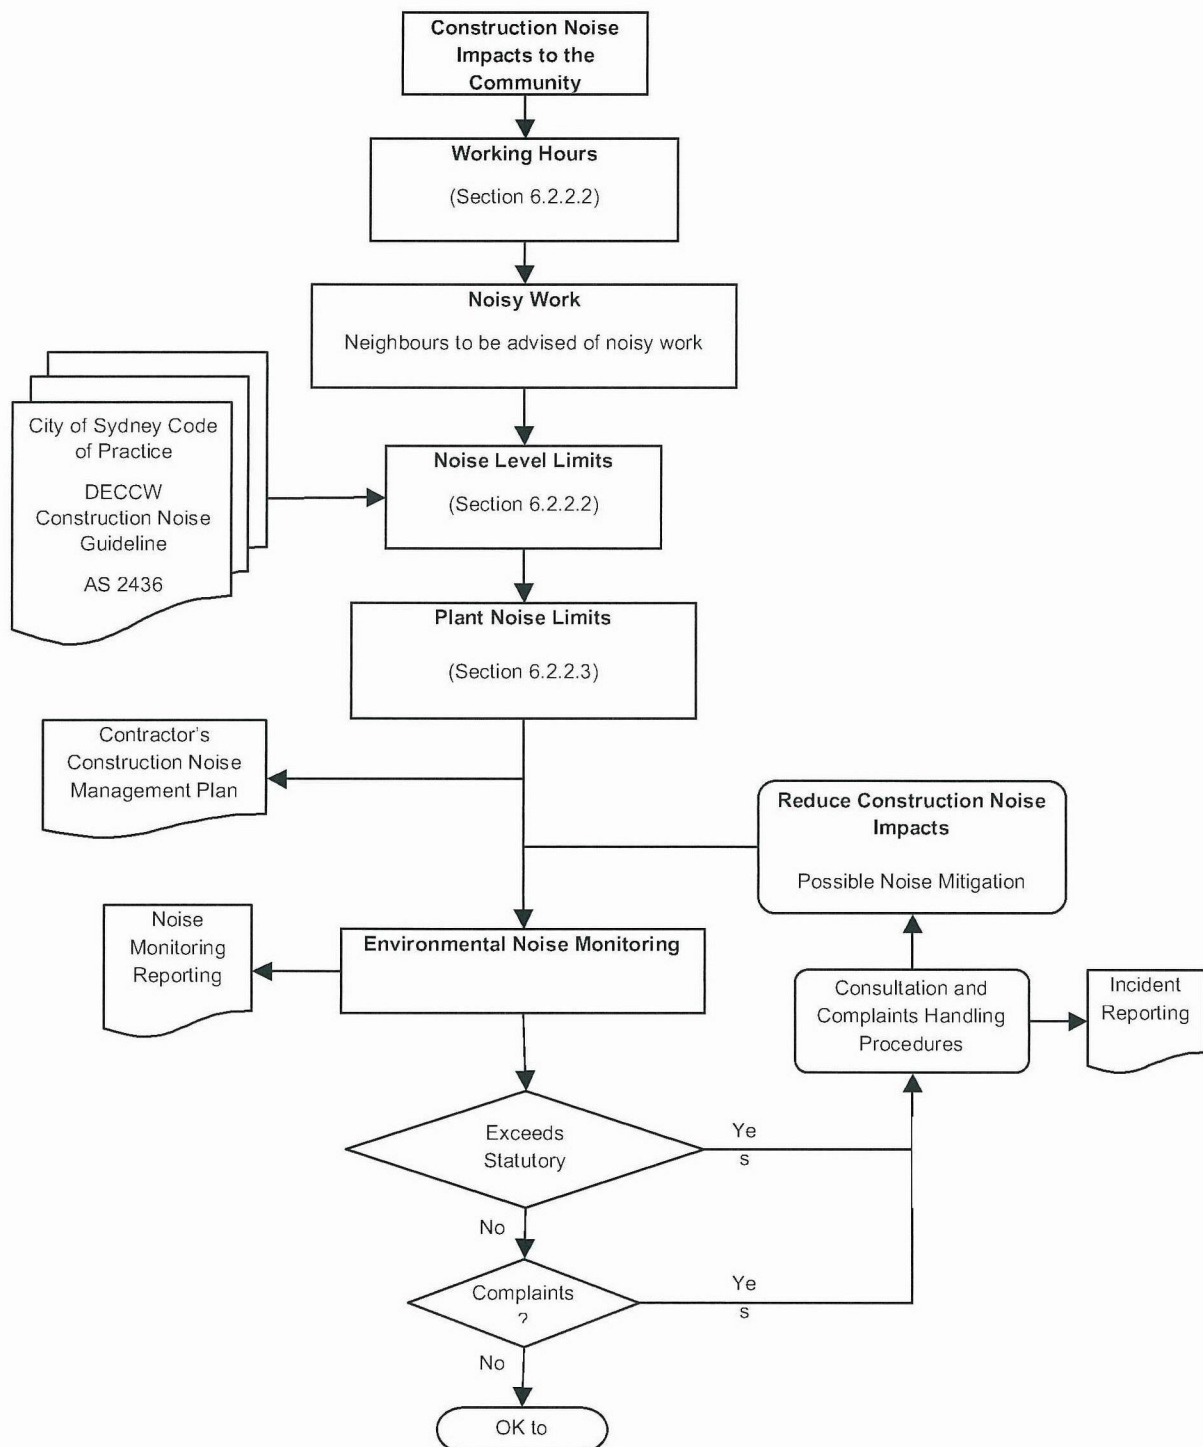 Construction Noise
Impacts to the
Community
Working Hours
(Section 6.2.2.2)
Noisy Work
Neighbours to be advised of noisy work
City of Sydney Code
of Practice
DECCW
Construction Noise
Guideline
AS 2436
Noise Level Limits
(Section 6.2.2.2)
Plant Noise Limits
(Section 6.2.2.3)
Contractor's
Construction Noise
Management Plan
Reduce Construction Noise
Impacts
Possible Noise Mitigation
Noise
Monitoring
Reporting
Environmental Noise Monitoring
Consultation and
Complaints Handling
Procedures
Incident
Reporting
Exceeds
Statutory
Ye
s
No
Complaints
?
Ye
s
No
OK to